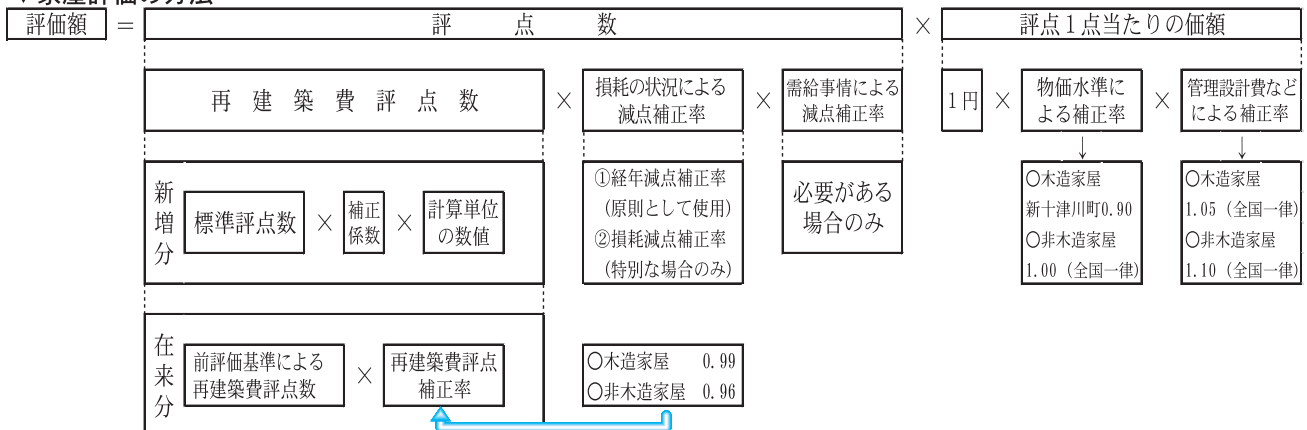 評価額 = 評点数 × 評点１点当たりの価額
再建築費評点数 × 損耗の状況による減点補正率 × 需給事情による減点補正率
1円 × 物価水準による補正率 × 管理設計費などによる補正率
↓ ↓
新増分
標準評点数 × 補正係数 × 計算単位の数値
①経年減点補正率
(原則として使用)
②損耗減点補正率
(特別な場合のみ)
必要がある
場合のみ
○木造家屋
新十津川町0.90
○非木造家屋
1.00 (全国一律)
○木造家屋
1.05 (全国一律)
○非木造家屋
1.10 (全国一律)
在来分
前評価基準による
再建築費評点数
×
再建築費評点
補正率
○木造家屋 0.99
○非木造家屋 0.96